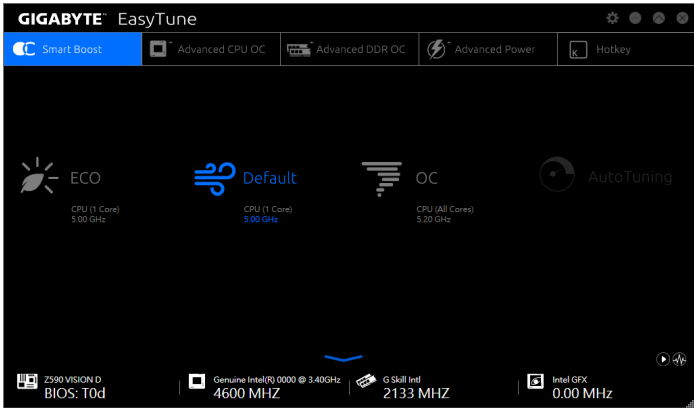 GIGABYTE™ EasyTune
Smart Boost
Advanced CPU OC
Advanced DDR OC
Advanced Power
K
Hotkey
ECO
Default
OC
AutoTuning
CPU (1 Core)
5.00 GHz
CPU (1 Core)
5.00 GHz
CPU (All Cores)
5.20 GHz
Z590 VISION D
BIOS: T0d
Genuine Intel(R) 0000 @ 3.40GHz
4600 MHZ
G Skill Intl
2133 MHZ
Intel GFX
0.00 MHz